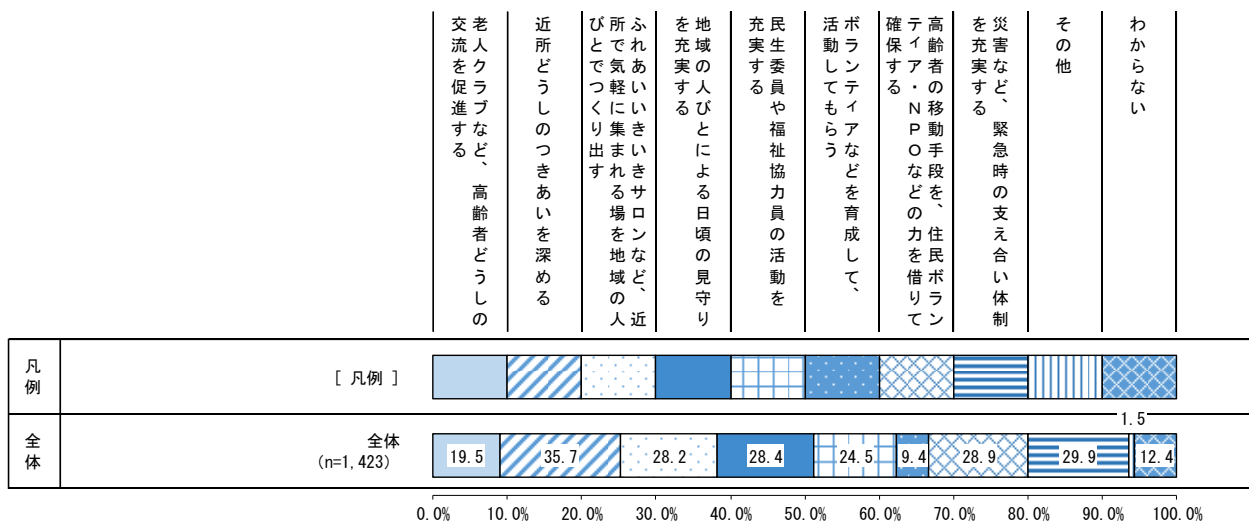 老人クラブなど、高齢者どうしの
交流を促進する
近所どうしのつきあいを深める
ふれあいいきいきサロンなど、近
所で気軽に集まれる場を地域の人
びとでつくり出す
地域の人びとによる日頃の見守り
を充実する
民生委員や福祉協力員の活動を
充実する
ボランティアなどを育成して、
活動してもらう
高齢者の移動手段を、住民ボラン
ティア・NPOなどの力を借りて
確保する
災害など、緊急時の支え合い体制
を充実する
その他
わからない
凡例
[ 凡例 ]
全体
全体
(n=1,423)
19.5
35.7
28.2
28.4
24.5
9.4
28.9
29.9
1.5
12.4
0.0% 10.0% 20.0% 30.0% 40.0% 50.0% 60.0% 70.0% 80.0% 90.0% 100.0%